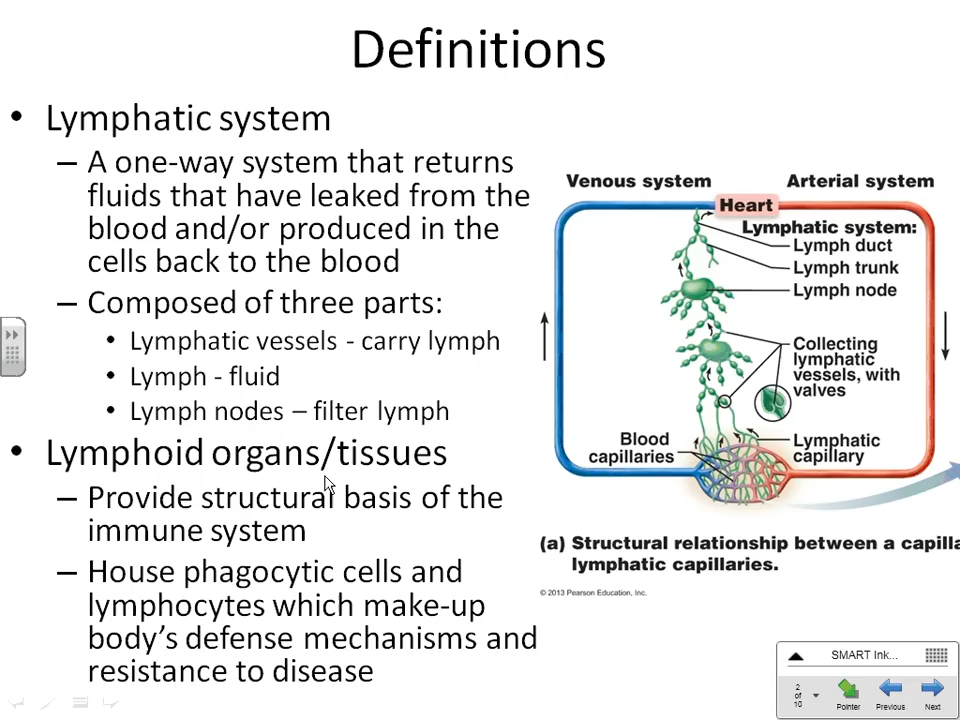 Definitions
• Lymphatic system
– A one-way system that returns
fluids that have leaked from the
blood and/or produced in the
cells back to the blood
– Composed of three parts:
• Lymphatic vessels - carry lymph
• Lymph - fluid
• Lymph nodes – filter lymph
• Lymphoid organs/tissues
– Provide structural basis of the
immune system
– House phagocytic cells and
lymphocytes which make-up
body's defense mechanisms and
resistance to disease
Venous system
Arterial system
Heart
Lymphatic system:
Lymph duct
Lymph trunk
Lymph node
Collecting
lymphatic
vessels, with
valves
Blood
capillaries
Lymphatic
capillary
(a) Structural relationship between a capilla
lymphatic capillaries.
© 2013 Pearson Education, Inc.
SMART Ink...
2
of
10
Pointer
Previous
Next